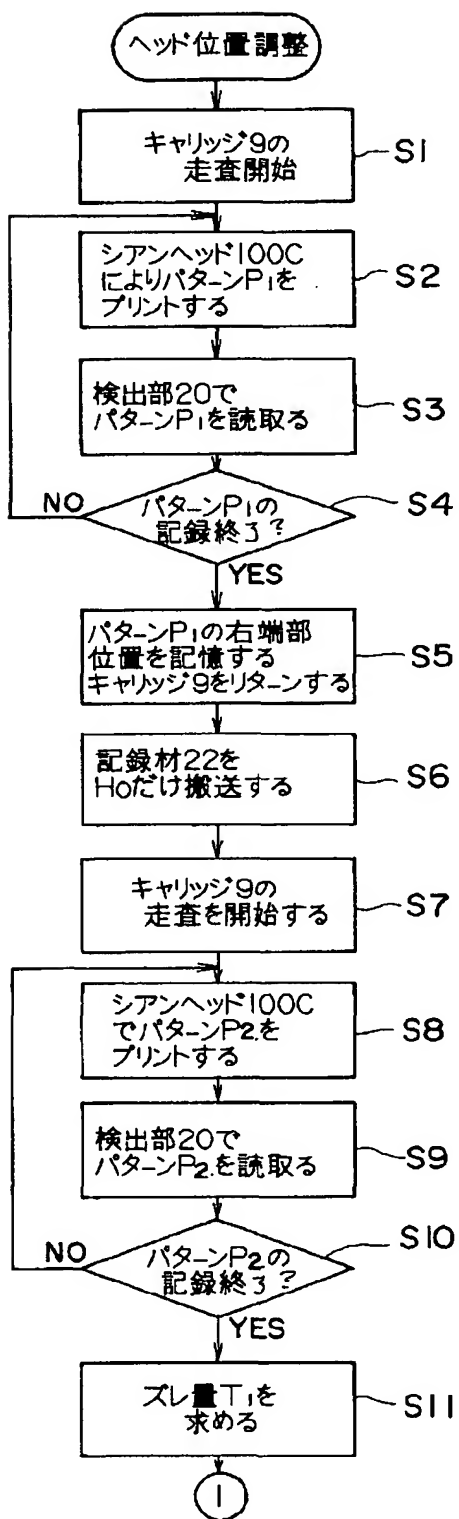 ヘッド位置調整
キャリッジ9の
走査開始
S1
シアンヘッド100C
によりパターンP1を
プリントする
S2
検出部20で
パターンP1を読取る
S3
パターンP1の
記録終了?
S4
NO
YES
パターンP1の右端部
位置を記憶する
キャリッジ9をリターンする
S5
記録材22を
H0だけ搬送する
S6
キャリッジ9の
走査を開始する
S7
シアンヘッド100C
でパターンP2を
プリントする
S8
検出部20で
パターンP2を読取る
S9
パターンP2の
記録終了?
S10
NO
YES
ズレ量T1を
求める
S11
1